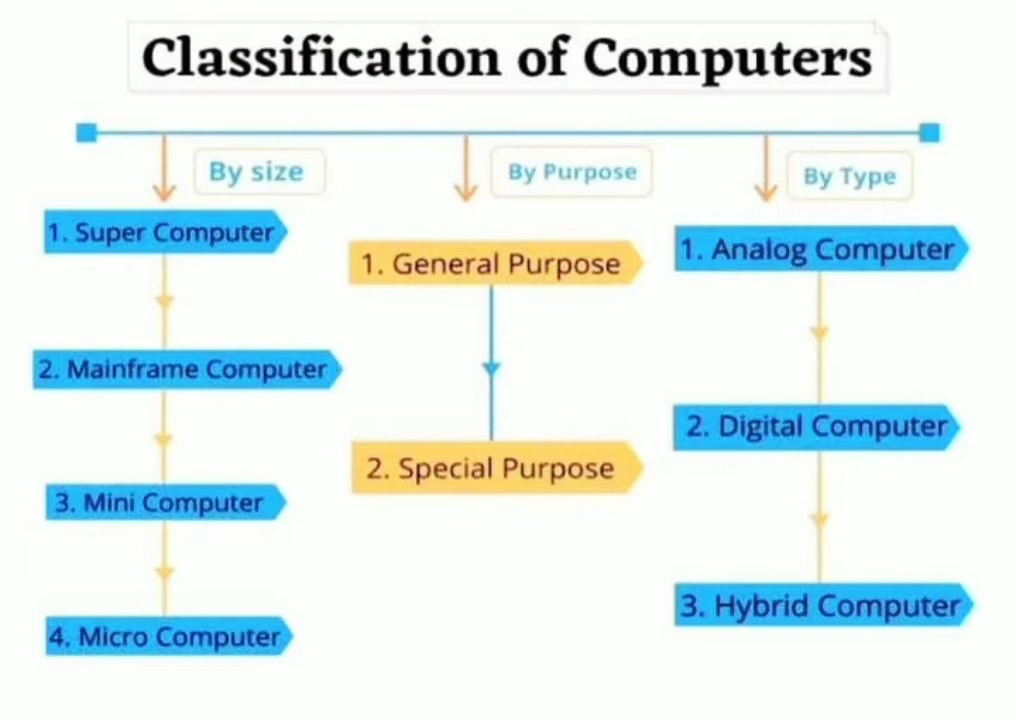 Classification of Computers
By size
1. Super Computer
2. Mainframe Computer
3. Mini Computer
4. Micro Computer
By Purpose
1. General Purpose
2. Special Purpose
By Type
1. Analog Computer
2. Digital Computer
3. Hybrid Computer